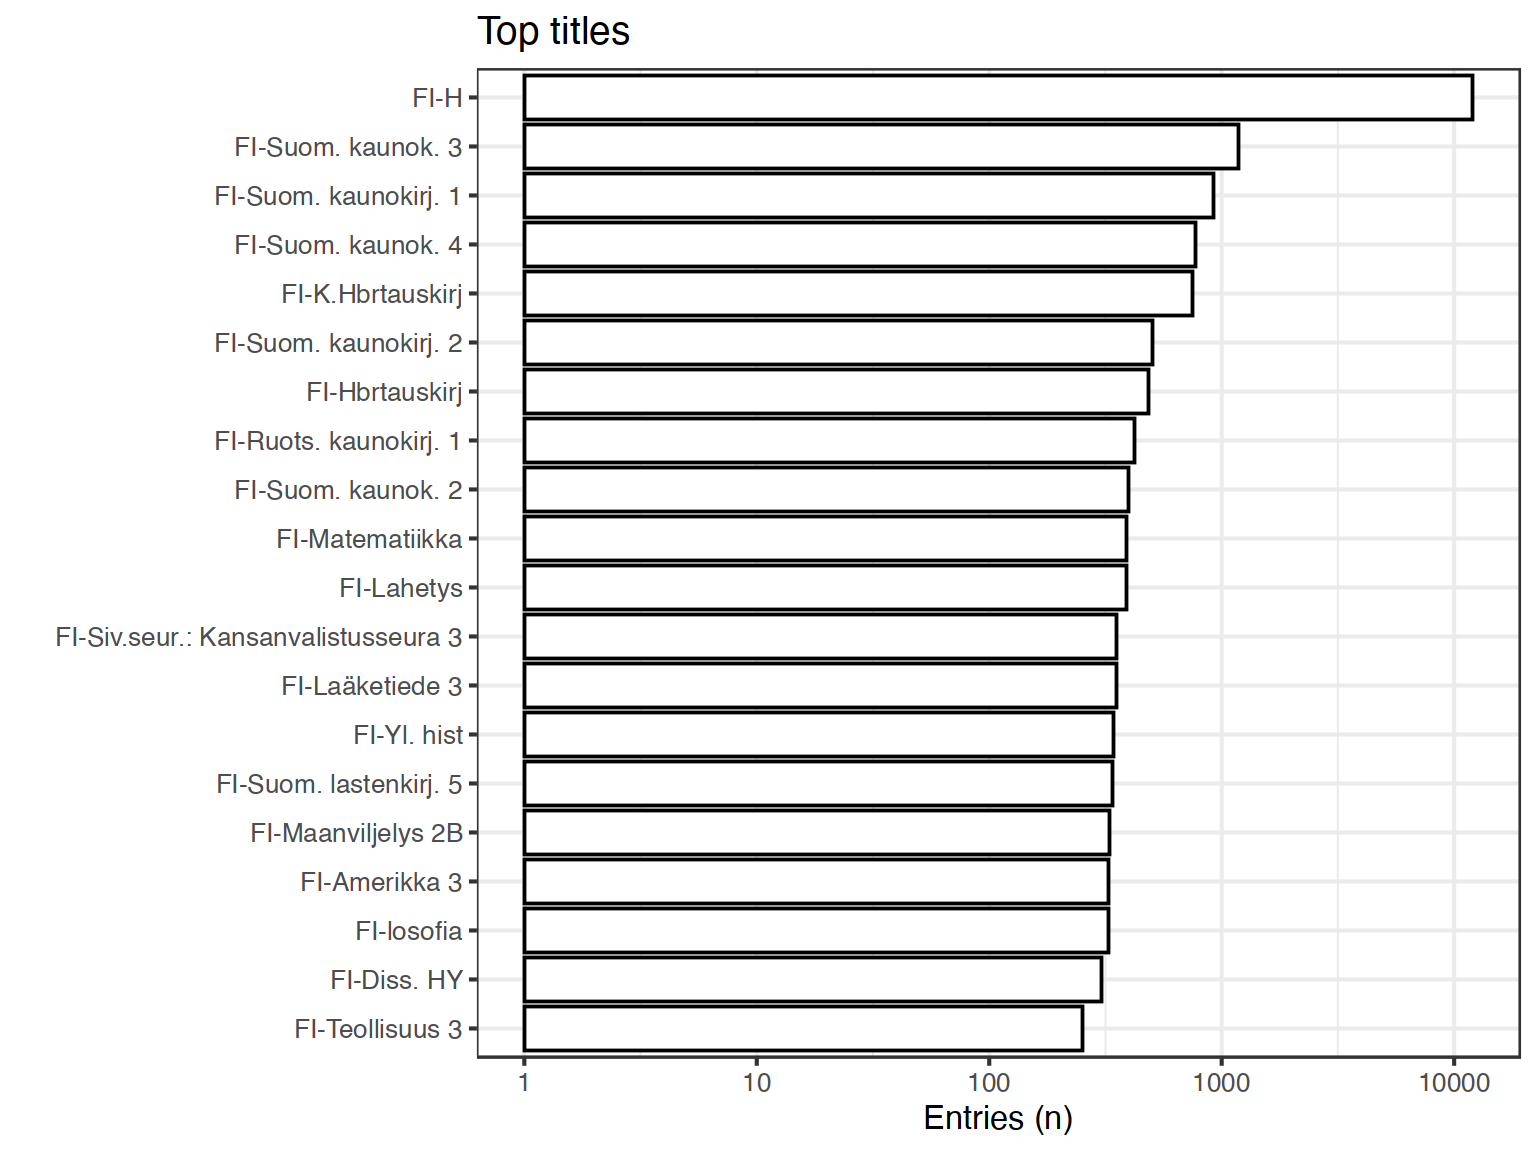 Top titles
FI-H
FI-Suom. kaunok. 3
FI-Suom. kaunokirj. 1
FI-Suom. kaunok. 4
FI-K.Hbrtauskirj
FI-Suom. kaunokirj. 2
FI-Hbrtauskirj
FI-Ruots. kaunokirj. 1
FI-Suom. kaunok. 2
FI-Matematiikka
FI-Lahetys
FI-Siv.seur.: Kansanvalistusseura 3
FI-Laäketiede 3
FI-Yl. hist
FI-Suom. lastenkirj. 5
FI-Maanviljelys 2B
FI-Amerikka 3
FI-losofia
FI-Diss. HY
FI-Teollisuus 3
1 10 100 1000 10000
Entries (n)